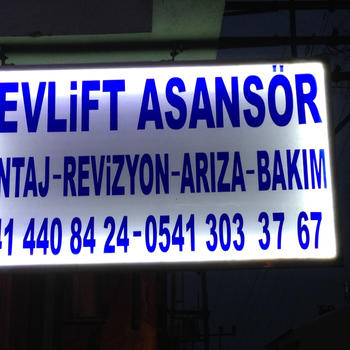 EVLiFT ASANSÖR
NTAJ-REViZYON-ARIZA-BAKIM
41 440 84 24-0541 303 37 67